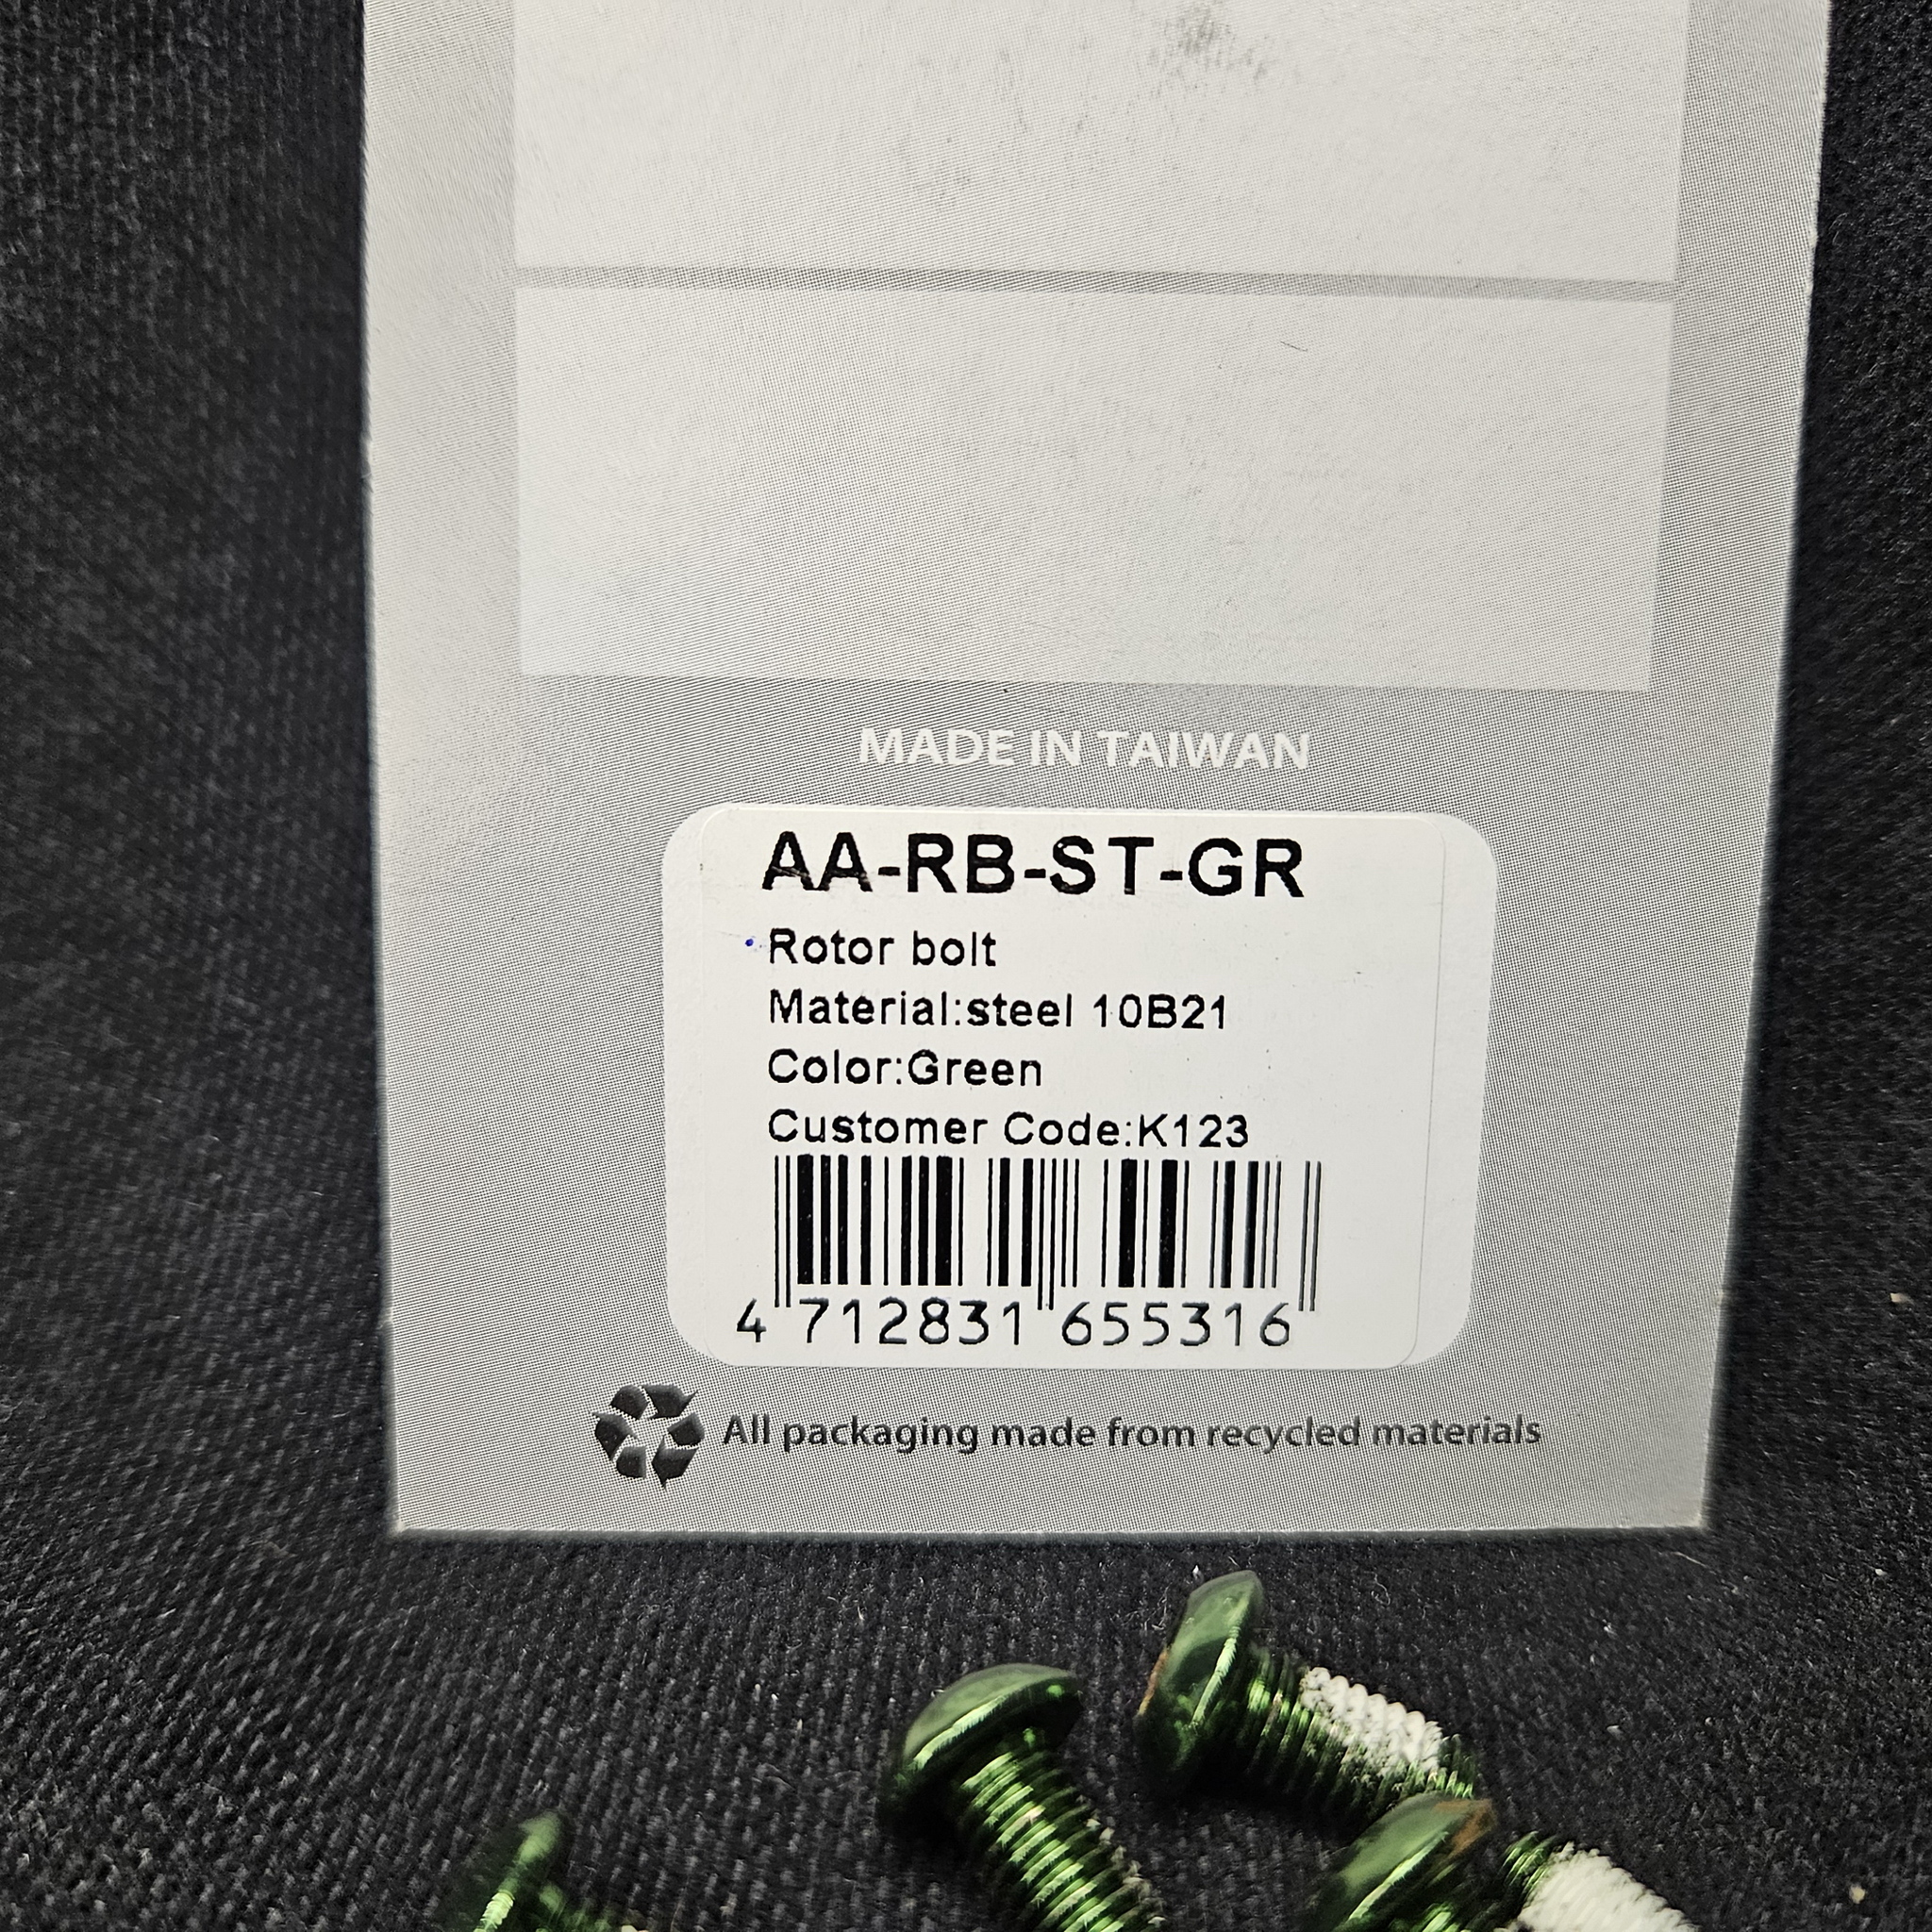 MADE IN TAIWAN
AA-RB-ST-GR
Rotor bolt
Material:steel 10B21
Color:Green
Customer Code:K123
4 712831 655316
All packaging made from recycled materials